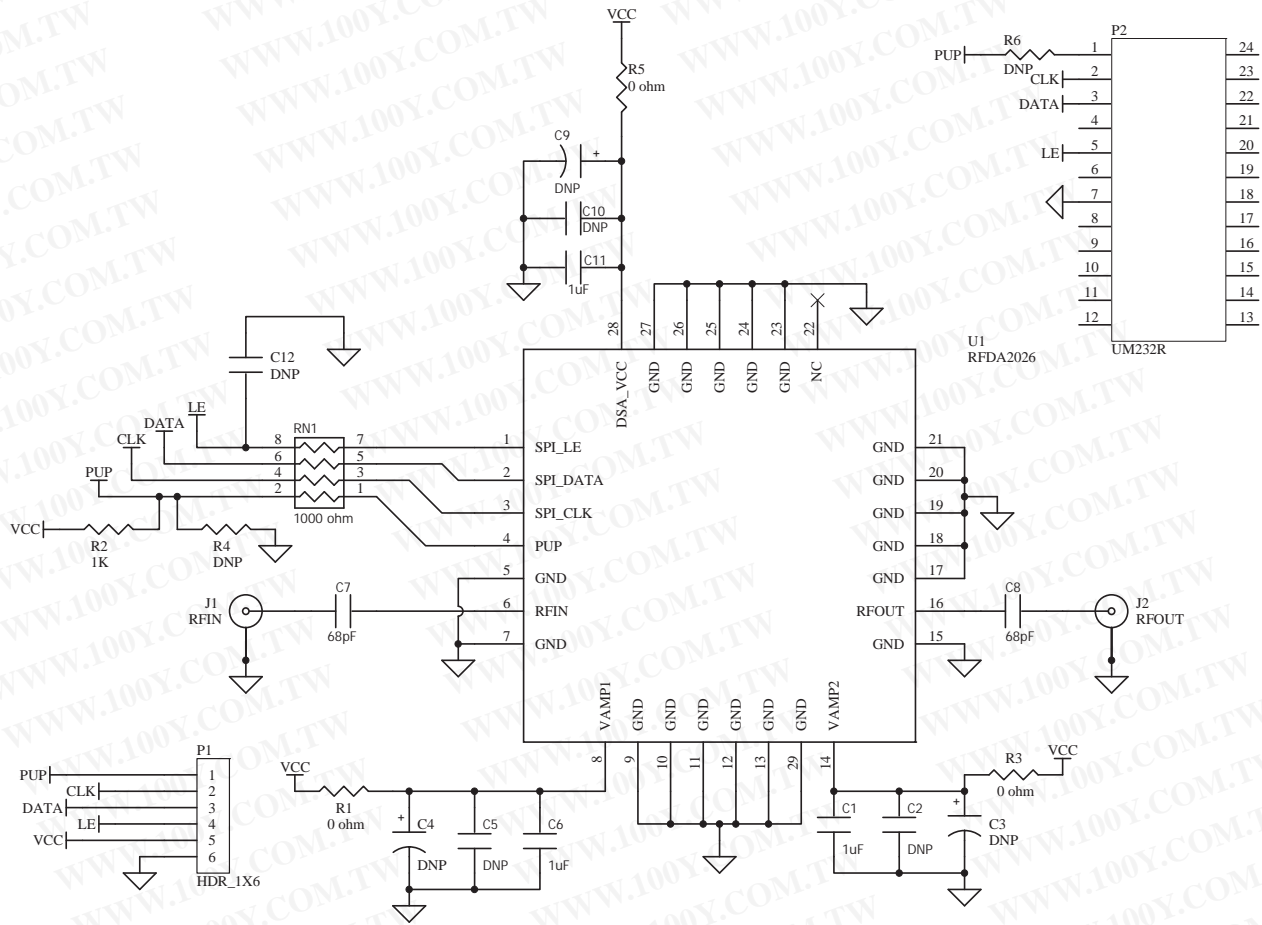 VCC
R5
0 ohm
C9
+
DNP
C10
DNP
C11
1uF
P2
PUP
R6
DNP
CLK
DATA
LE
1
2
3
4
5
6
7
8
9
10
11
12
24
23
22
21
20
19
18
17
16
15
14
13
UM232R
U1
RFDA2026
28
27
26
25
24
23
22
DSA_VCC
GND
GND
GND
GND
GND
NC
C12
DNP
LE
DATA
CLK
PUP
RN1
8
6
4
2
7
5
3
1
1000 ohm
VCC
R2
1K
R4
DNP
1
2
3
4
5
6
7
SPI_LE
SPI_DATA
SPI_CLK
PUP
GND
RFIN
GND
J1
RFIN
C7
68pF
GND
GND
GND
GND
GND
RFOUT
GND
21
20
19
18
17
16
15
C8
68pF
J2
RFOUT
VAMP1
GND
GND
GND
GND
GND
GND
VAMP2
8
9
10
11
12
13
29
14
P1
PUP
CLK
DATA
LE
VCC
1
2
3
4
5
6
HDR_1X6
VCC
R1
0 ohm
+
C4
DNP
C5
DNP
C6
1uF
C1
1uF
C2
DNP
+
C3
DNP
R3
0 ohm
VCC
WWW.100Y.COM.TW